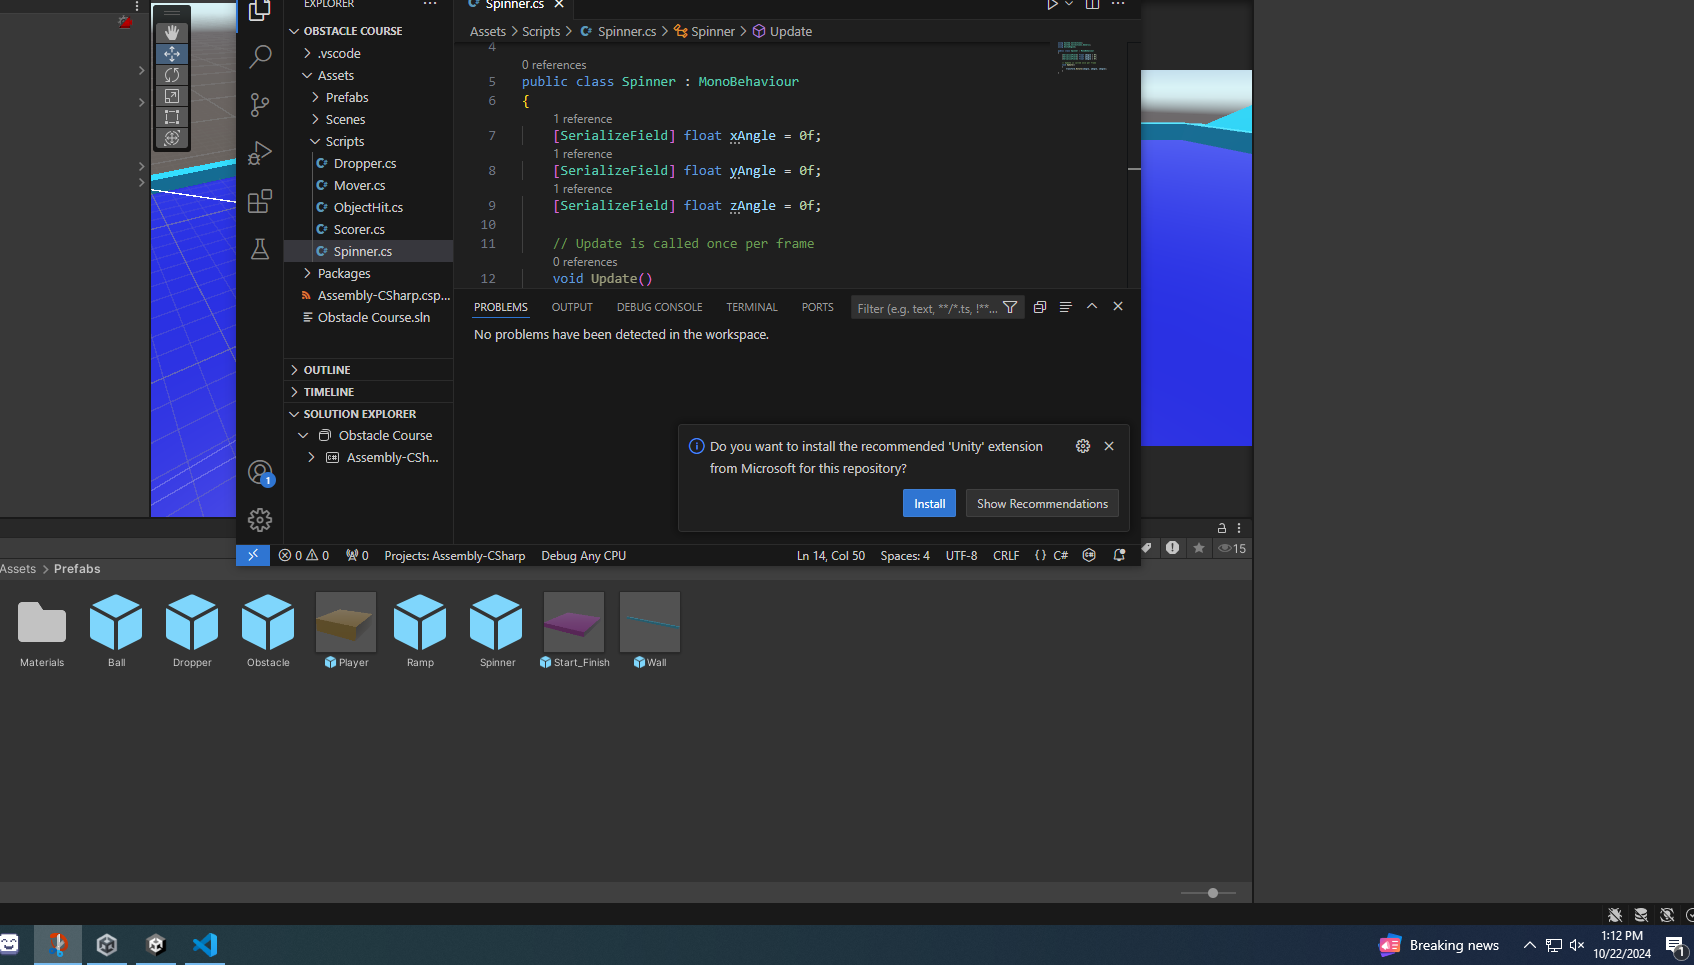 EXPLORER
Spinner.cs
OBSTACLE COURSE
.vscode
Assets
Prefabs
Scenes
Scripts
Dropper.cs
Mover.cs
ObjectHit.cs
Scorer.cs
Spinner.cs
Packages
Assembly-CSharp.csp...
Obstacle Course.sln
OUTLINE
TIMELINE
SOLUTION EXPLORER
Obstacle Course
Assembly-CSh...
1
Assets > Scripts > Spinner.cs > Spinner > Update
4
0 references
5 public class Spinner : MonoBehaviour
6 {
1 reference
7 [SerializeField] float xAngle = 0f;
1 reference
8 [SerializeField] float yAngle = 0f;
1 reference
9 [SerializeField] float zAngle = 0f;
10
11 // Update is called once per frame
0 references
12 void Update()
PROBLEMS OUTPUT DEBUG CONSOLE TERMINAL PORTS Filter (e.g. text, **/*.ts, !**...
No problems have been detected in the workspace.
Do you want to install the recommended 'Unity' extension
from Microsoft for this repository?
Install Show Recommendations
0 0 0 Projects: Assembly-CSharp Debug Any CPU Ln 14, Col 50 Spaces: 4 UTF-8 CRLF {} C#
15
Assets > Prefabs
Materials Ball Dropper Obstacle Player Ramp Spinner Start_Finish Wall
Breaking news
1:12 PM
10/22/2024
1